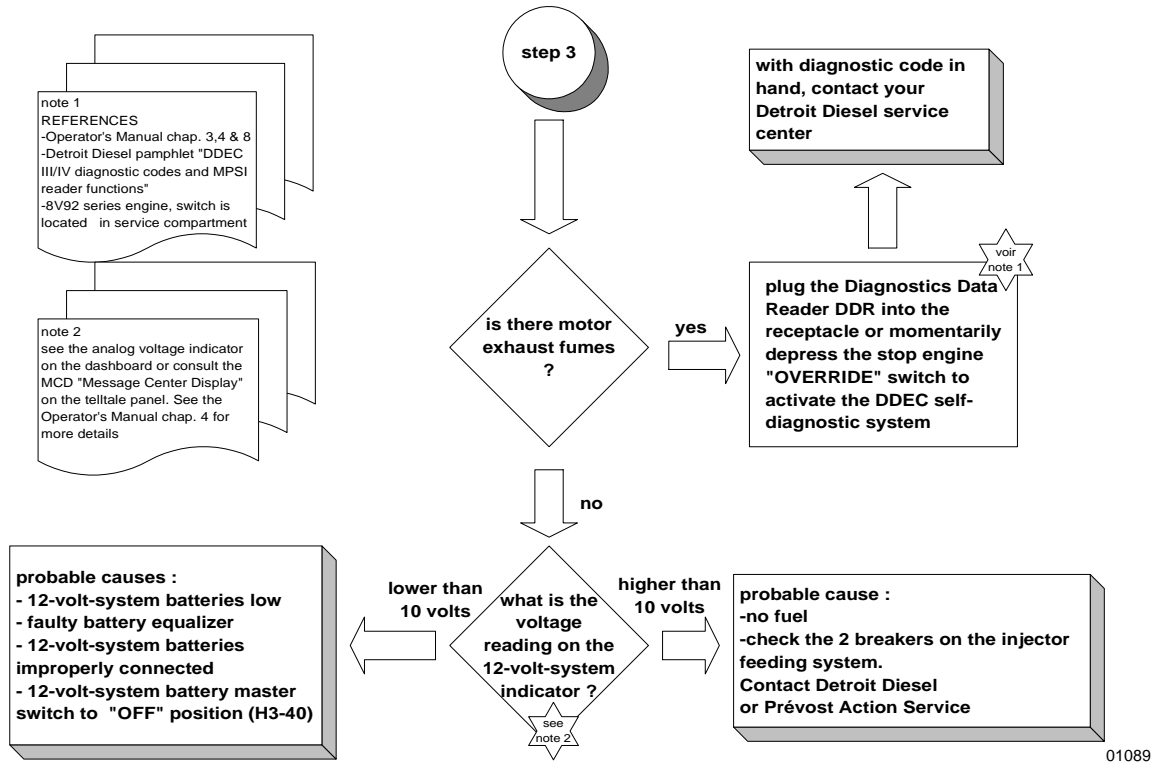 step 3
with diagnostic code in
hand, contact your
Detroit Diesel service
center
note 1
REFERENCES
-Operator's Manual chap. 3,4 & 8
-Detroit Diesel pamphlet "DDEC
III/IV diagnostic codes and MPSI
reader functions"
-8V92 series engine, switch is
located in service compartment
note 2
see the analog voltage indicator
on the dashboard or consult the
MCD "Message Center Display"
on the telltale panel. See the
Operator's Manual chap. 4 for
more details
is there motor
exhaust fumes
?
yes
voir
note 1
plug the Diagnostics Data
Reader DDR into the
receptacle or momentarily
depress the stop engine
"OVERRIDE" switch to
activate the DDEC self-
diagnostic system
no
probable causes :
- 12-volt-system batteries low
- faulty battery equalizer
- 12-volt-system batteries
improperly connected
- 12-volt-system battery master
switch to "OFF" position (H3-40)
lower than
10 volts
what is the
voltage
reading on the
12-volt-system
indicator ?
see
note 2
higher than
10 volts
probable cause :
-no fuel
-check the 2 breakers on the injector
feeding system.
Contact Detroit Diesel
or Prévost Action Service
01089